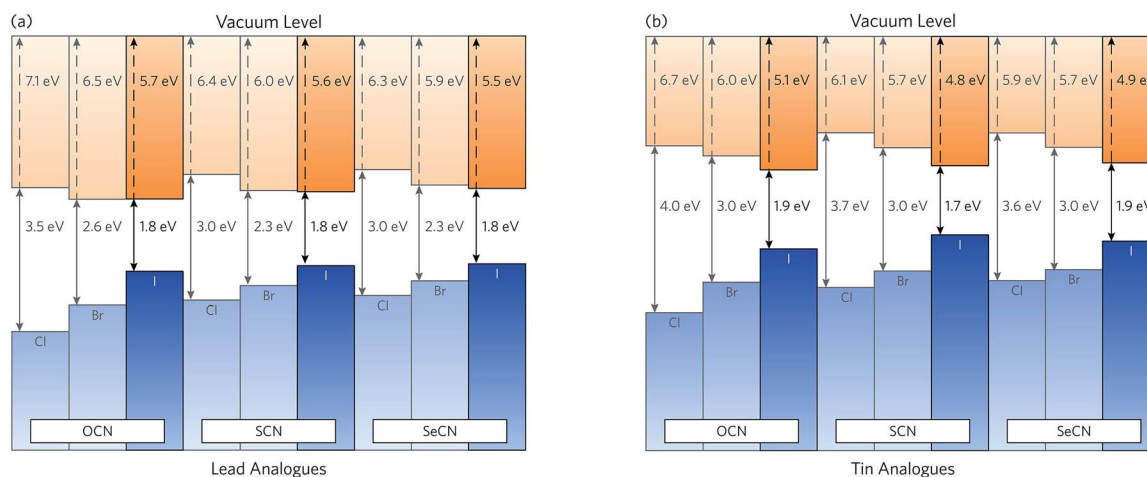 (a)
Vacuum Level
7.1 eV 6.5 eV 5.7 eV 6.4 eV 6.0 eV 5.6 eV 6.3 eV 5.9 eV 5.5 eV
3.5 eV 2.6 eV 1.8 eV 3.0 eV 2.3 eV 1.8 eV 3.0 eV 2.3 eV 1.8 eV
Cl Br I Cl Br I Cl Br I
OCN SCN SeCN
Lead Analogues
(b)
Vacuum Level
6.7 eV 6.0 eV 5.1 eV 6.1 eV 5.7 eV 4.8 eV 5.9 eV 5.7 eV 4.9 e
4.0 eV 3.0 eV 1.9 eV 3.7 eV 3.0 eV 1.7 eV 3.6 eV 3.0 eV 1.9 eV
Cl Br I Cl Br I Cl Br I
OCN SCN SeCN
Tin Analogues